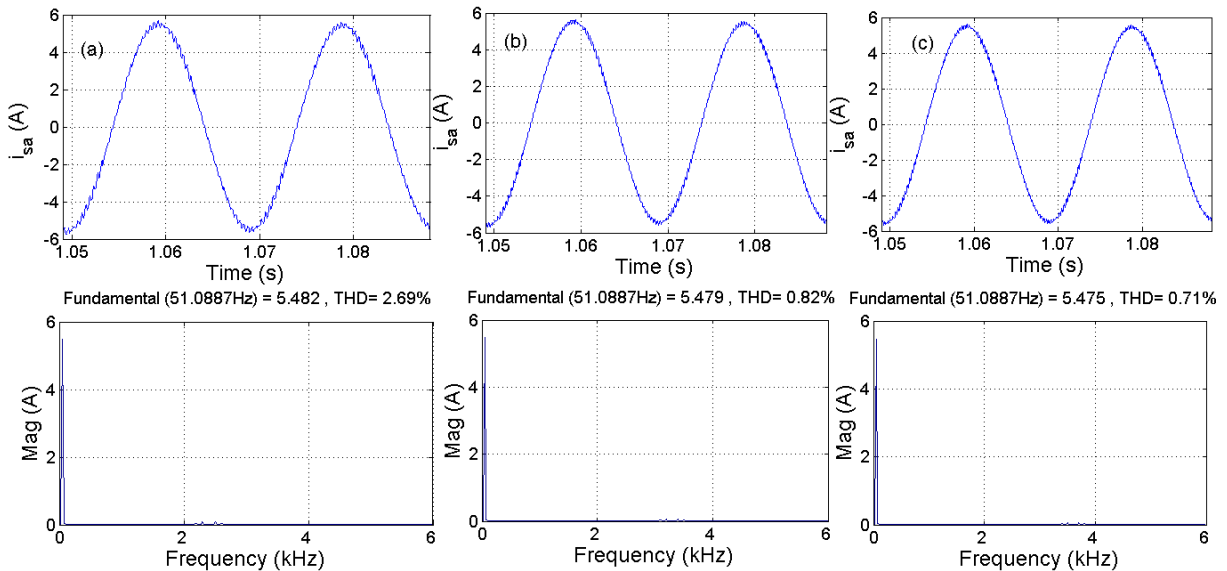 (a)
i_sa (A)
6
4
2
0
-2
-4
-6
1.05 1.06 1.07 1.08
Time (s)
(b)
i_sa (A)
6
4
2
0
-2
-4
-6
1.05 1.06 1.07 1.08
Time (s)
(c)
i_sa (A)
6
4
2
0
-2
-4
-6
1.05 1.06 1.07 1.08
Time (s)
Fundamental (51.0887Hz) = 5.482 , THD= 2.69%
Mag (A)
6
4
2
0
0 2 4 6
Frequency (kHz)
Fundamental (51.0887Hz) = 5.479 , THD= 0.82%
Mag (A)
6
4
2
0
0 2 4 6
Frequency (kHz)
Fundamental (51.0887Hz) = 5.475 , THD= 0.71%
Mag (A)
6
4
2
0
0 2 4 6
Frequency (kHz)